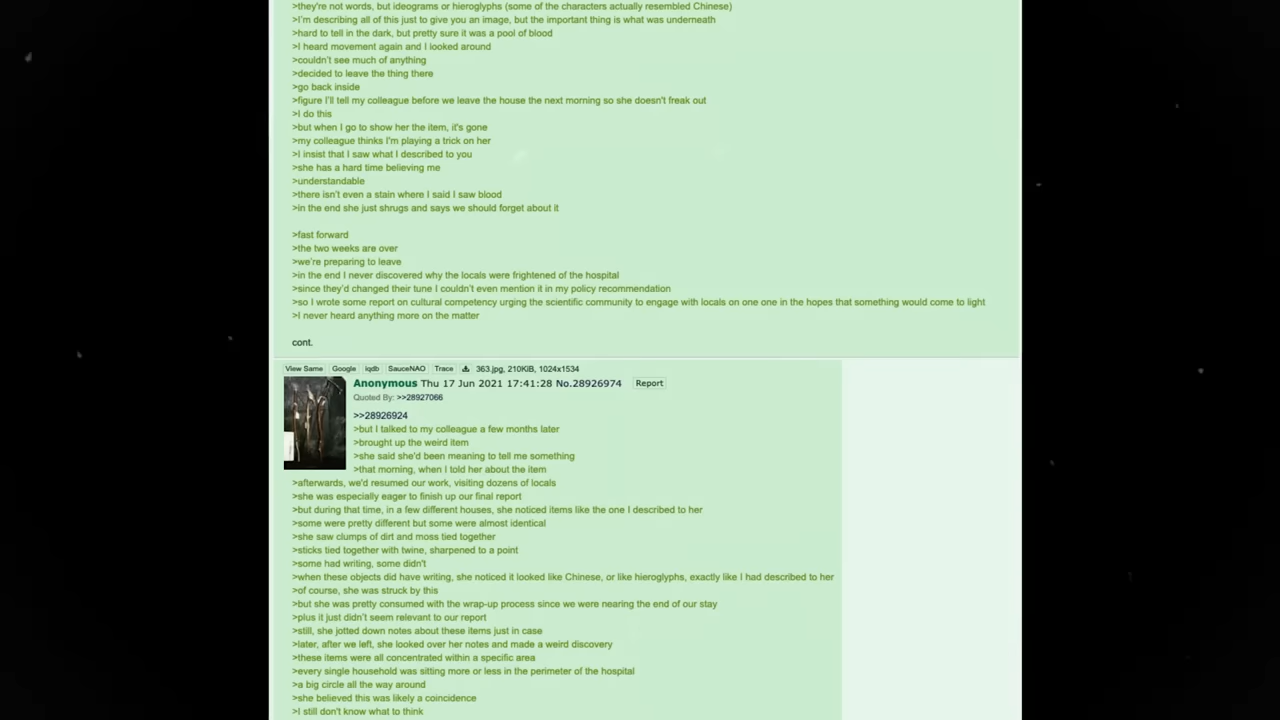 >they're not words, but ideograms or hieroglyphs (some of the characters actually resembled Chinese)
>I'm describing all of this just to give you an image, but the important thing is what was underneath
>hard to tell in the dark, but pretty sure it was a pool of blood
>I heard movement again and I looked around
>couldn't see much of anything
>decided to leave the thing there
>go back inside
>figure I'll tell my colleague before we leave the house the next morning so she doesn't freak out
>I do this
>but when I go to show her the item, it's gone
>my colleague thinks I'm playing a trick on her
>I insist that I saw what I described to you
>she has a hard time believing me
>understandable
>there isn't even a stain where I said I saw blood
>in the end she just shrugs and says we should forget about it
>fast forward
>the two weeks are over
>we're preparing to leave
>in the end I never discovered why the locals were frightened of the hospital
>since they'd changed their tune I couldn't even mention it in my policy recommendation
>so I wrote some report on cultural competency urging the scientific community to engage with locals on one one in the hopes that something would come to light
>I never heard anything more on the matter
cont.
View Same Google iqdb SauceNAO Trace 363.jpg, 210KiB, 1024x1534
Anonymous Thu 17 Jun 2021 17:41:28 No.28926974 Report
Quoted By: >>28927066
>>28926924
>but I talked to my colleague a few months later
>brought up the weird item
>she said she'd been meaning to tell me something
>that morning, when I told her about the item
>afterwards, we'd resumed our work, visiting dozens of locals
>she was especially eager to finish up our final report
>but during that time, in a few different houses, she noticed items like the one I described to her
>some were pretty different but some were almost identical
>she saw clumps of dirt and moss tied together
>sticks tied together with twine, sharpened to a point
>some had writing, some didn't
>when these objects did have writing, she noticed it looked like Chinese, or like hieroglyphs, exactly like I had described to her
>of course, she was struck by this
>but she was pretty consumed with the wrap-up process since we were nearing the end of our stay
>plus it just didn't seem relevant to our report
>still, she jotted down notes about these items just in case
>later, after we left, she looked over her notes and made a weird discovery
>these items were all concentrated within a specific area
>every single household was sitting more or less in the perimeter of the hospital
>a big circle all the way around
>she believed this was likely a coincidence
>I still don't know what to think